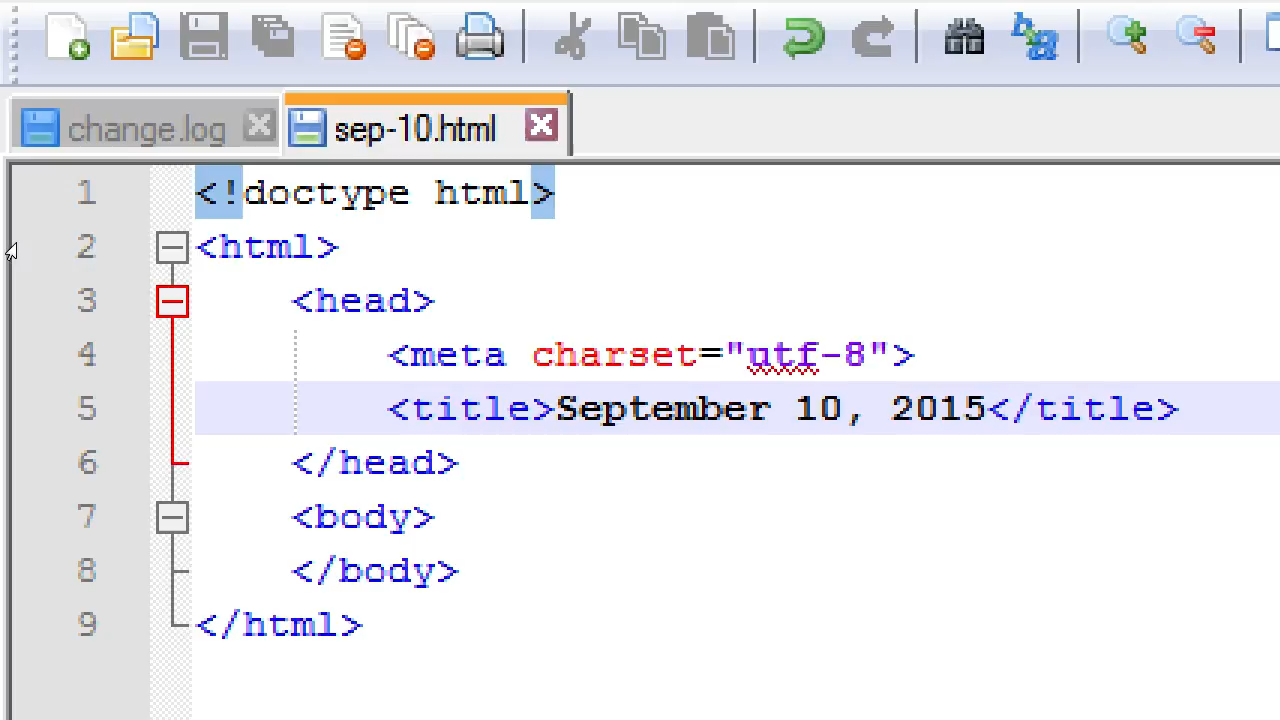 change.log
sep-10.html
1 <!doctype html>
2 <html>
3 <head>
4 <meta charset="utf-8">
5 <title>September 10, 2015</title>
6 </head>
7 <body>
8 </body>
9 </html>